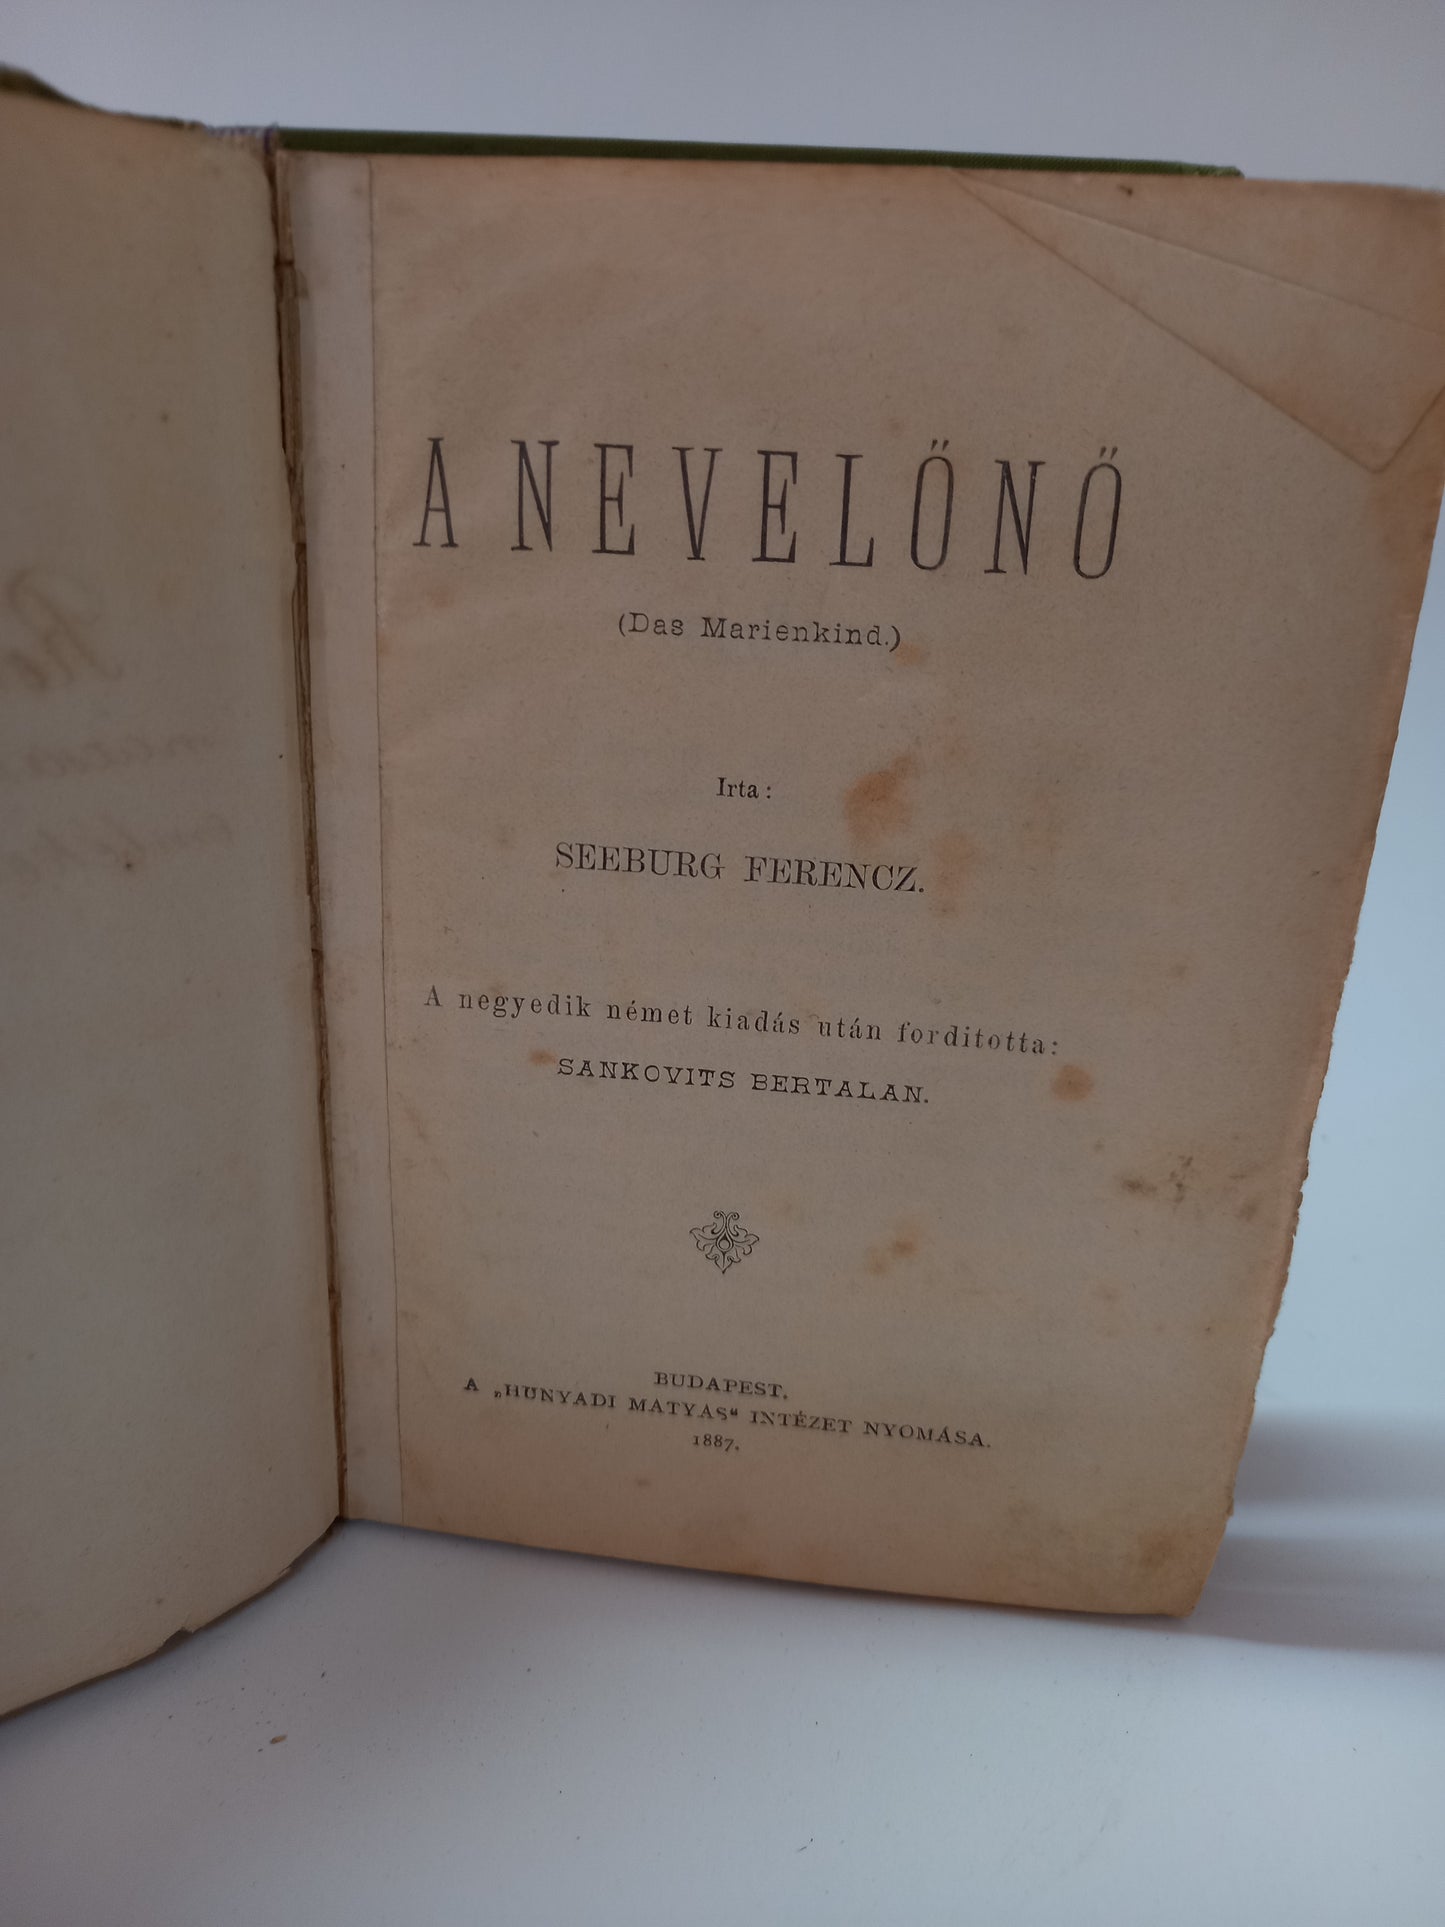 A NEVELŐNŐ
(Das Marienkind.)
Irta:
SEEBURG FERENCZ.
A negyedik német kiadás után forditotta:
SANKOVITS BERTALAN.
BUDAPEST.
A „HUNYADI MÁTYÁS“ INTÉZET NYOMÁSA.
1887.